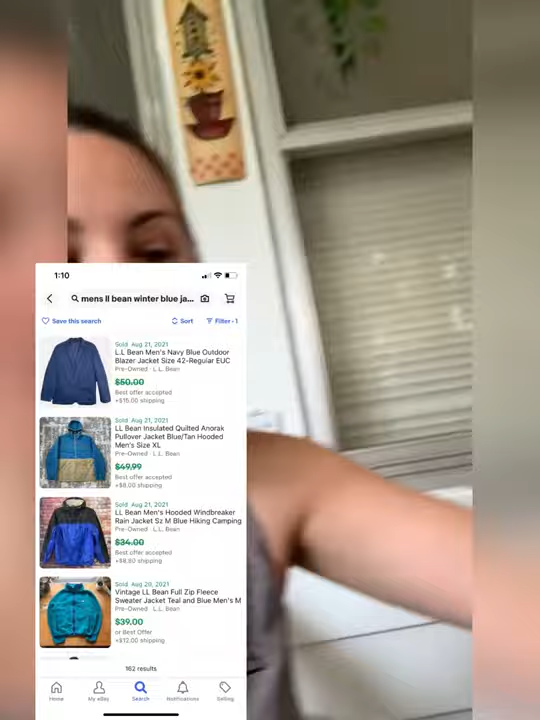 1:10
mens ll bean winter blue ja...
Save this search
Sort
Filter • 1
Sold Aug 21, 2021
L.L Bean Men's Navy Blue Outdoor
Blazer Jacket Size 42-Regular EUC
Pre-Owned · L.L. Bean
$50.00
Best offer accepted
+$15.00 shipping
Sold Aug 21, 2021
LL Bean Insulated Quilted Anorak
Pullover Jacket Blue/Tan Hooded
Men's Size XL
Pre-Owned · L.L. Bean
$49.99
Best offer accepted
+$8.00 shipping
Sold Aug 21, 2021
LL Bean Men's Hooded Windbreaker
Rain Jacket Sz M Blue Hiking Camping
Pre-Owned · L.L. Bean
$34.00
Best offer accepted
+$8.80 shipping
Sold Aug 20, 2021
Vintage LL Bean Full Zip Fleece
Sweater Jacket Teal and Blue Men's M
Pre-Owned · L.L. Bean
$39.00
or Best Offer
+$12.00 shipping
162 results
Home
My eBay
Search
Notifications
Selling